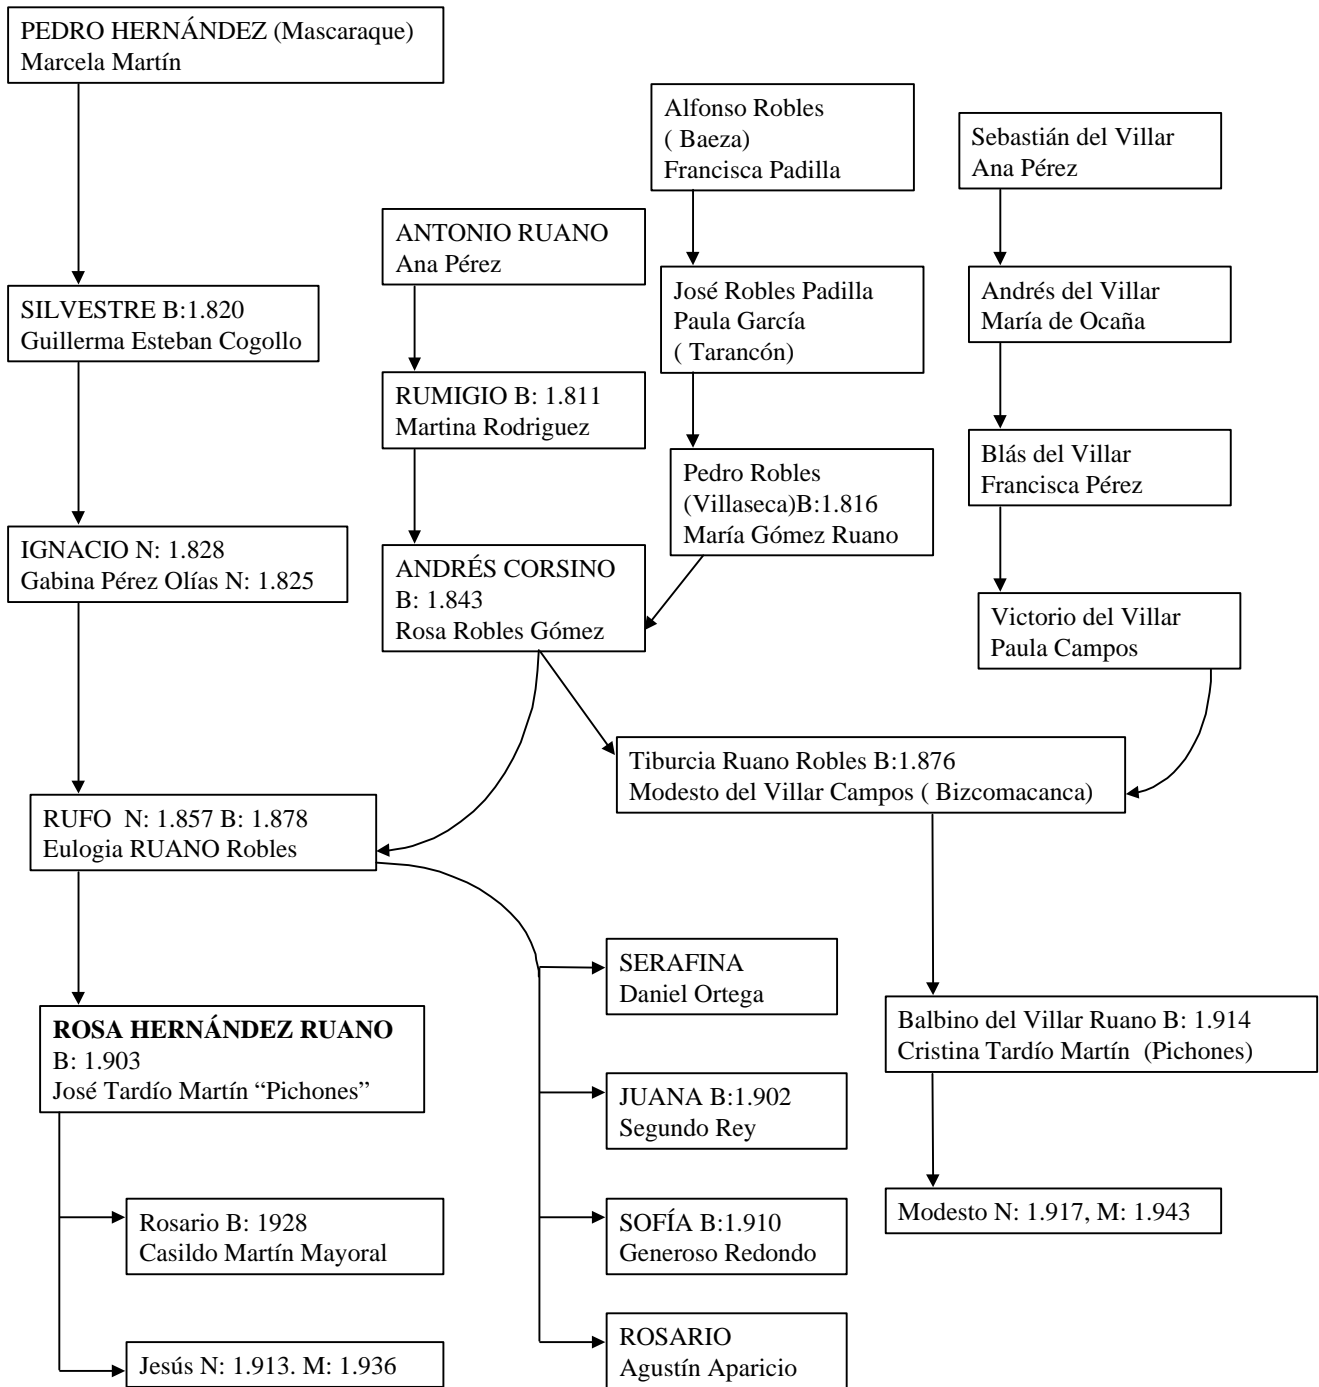 PEDRO HERNÁNDEZ (Mascaraque)
Marcela Martín
Alfonso Robles
( Baeza)
Francisca Padilla
Sebastián del Villar
Ana Pérez
ANTONIO RUANO
Ana Pérez
SILVESTRE B:1.820
Guillerma Esteban Cogollo
José Robles Padilla
Paula García
( Tarancón)
Andrés del Villar
María de Ocaña
RUMIGIO B: 1.811
Martina Rodriguez
Pedro Robles
(Villaseca)B:1.816
María Gómez Ruano
Blás del Villar
Francisca Pérez
IGNACIO N: 1.828
Gabina Pérez Olías N: 1.825
ANDRÉS CORSINO
B: 1.843
Rosa Robles Gómez
Victorio del Villar
Paula Campos
Tiburcia Ruano Robles B:1.876
Modesto del Villar Campos ( Bizcomacanca)
RUFO  N: 1.857 B: 1.878
Eulogia RUANO Robles
SERAFINA
Daniel Ortega
ROSA HERNÁNDEZ RUANO
B: 1.903
José Tardío Martín “Pichones”
Balbino del Villar Ruano B: 1.914
Cristina Tardío Martín  (Pichones)
JUANA B:1.902
Segundo Rey
Rosario B: 1928
Casildo Martín Mayoral
SOFÍA B:1.910
Generoso Redondo
Modesto N: 1.917, M: 1.943
Jesús N: 1.913. M: 1.936
ROSARIO
Agustín Aparicio